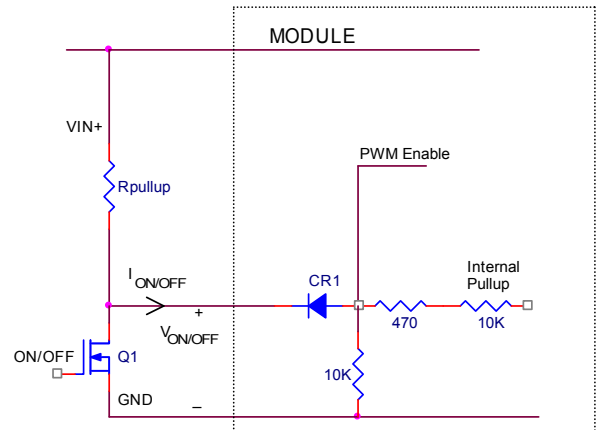 MODULE
VIN+
Rpullup
PWM Enable
I ON/OFF
CR1
Internal
Pullup
+
V ON/OFF
470
10K
ON/OFF
Q1
10K
GND
_